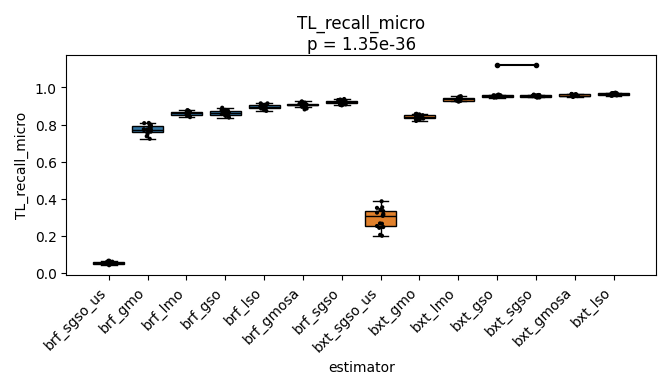 TL_recall_micro
p = 1.35e-36
TL_recall_micro
1.0
0.8
0.6
0.4
0.2
0.0
brf_sgso_us
brf_gmo
brf_lmo
brf_gso
brf_lso
brf_gmosa
brf_sgso
bxt_sgso_us
bxt_gmo
bxt_lmo
bxt_gso
bxt_sgso
bxt_gmosa
bxt_lso
estimator